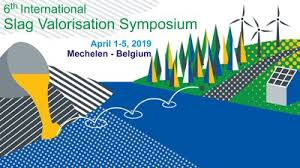 6th International
Slag Valorisation Symposium
April 1-5, 2019
Mechelen - Belgium